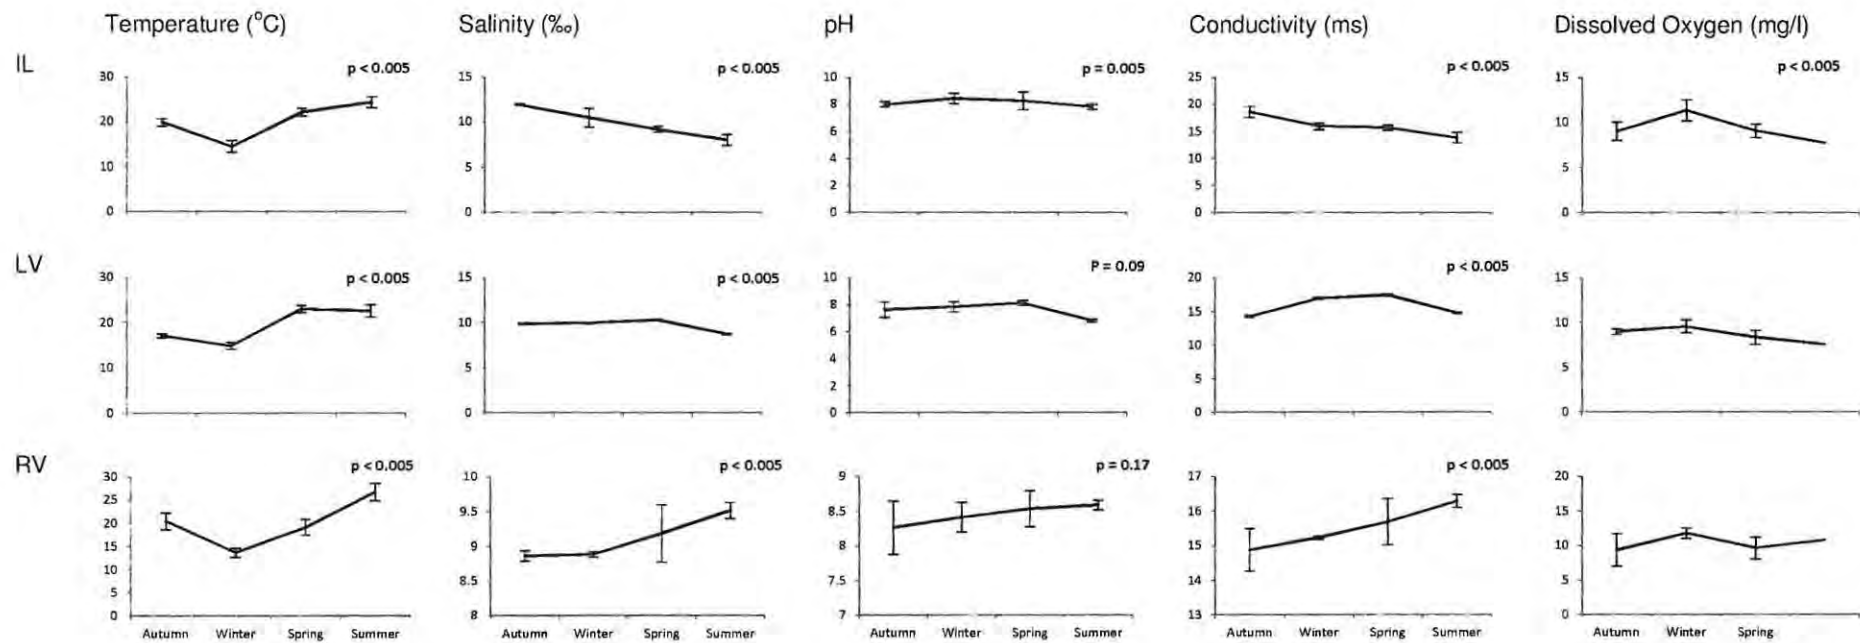 Temperature (°C) Salinity (‰) pH Conductivity (ms) Dissolved Oxygen (mg/l)
IL
p < 0.005 p < 0.005 p = 0.005 p < 0.005 p < 0.005
30 15 10 25 15
20 10 8 20 10
10 5 6 15 5
0 0 4 10 0
2 5
0 0
LV
p < 0.005 p < 0.005 P = 0.09 p < 0.005
30 15 10 20 15
20 10 8 15 10
10 5 6 10 5
0 0 4 5 0
2 0
0
RV
p < 0.005 p < 0.005 p = 0.17 p < 0.005
30 10 9 17 20
25 9.5 8.5 16 15
20 9 8 15 10
15 8.5 7.5 14 5
10 8 7 13 0
5
0
Autumn Winter Spring Summer Autumn Winter Spring Summer Autumn Winter Spring Summer Autumn Winter Spring Summer Autumn Winter Spring